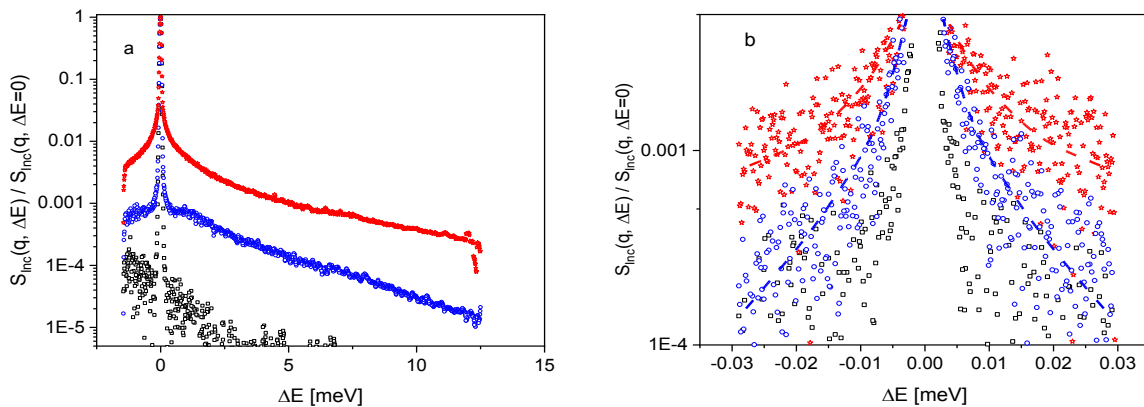 a
1
0.1
0.01
0.001
1E-4
1E-5
0
5
10
15
ΔE [meV]
S_Inc(q, ΔE) / S_Inc(q, ΔE=0)
b
0.001
1E-4
-0.03
-0.02
-0.01
0.00
0.01
0.02
0.03
ΔE [meV]
S_Inc(q, ΔE) / S_Inc(q, ΔE=0)